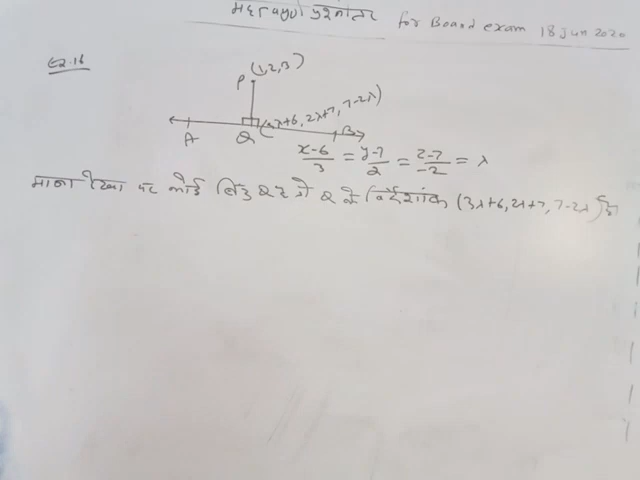 महत्वपूर्ण प्रश्नोत्तर for Board exam 18 Jun 2020
Ex.16
P (1,2,3)
A Q (3λ+6, 2λ+7, 7-2λ) B
x-6/3 = y-7/2 = z-7/-2 = λ
माना रेखा पर कोई बिंदु Q है तो Q के निर्देशांक (3λ+6, 2λ+7, 7-2λ) है